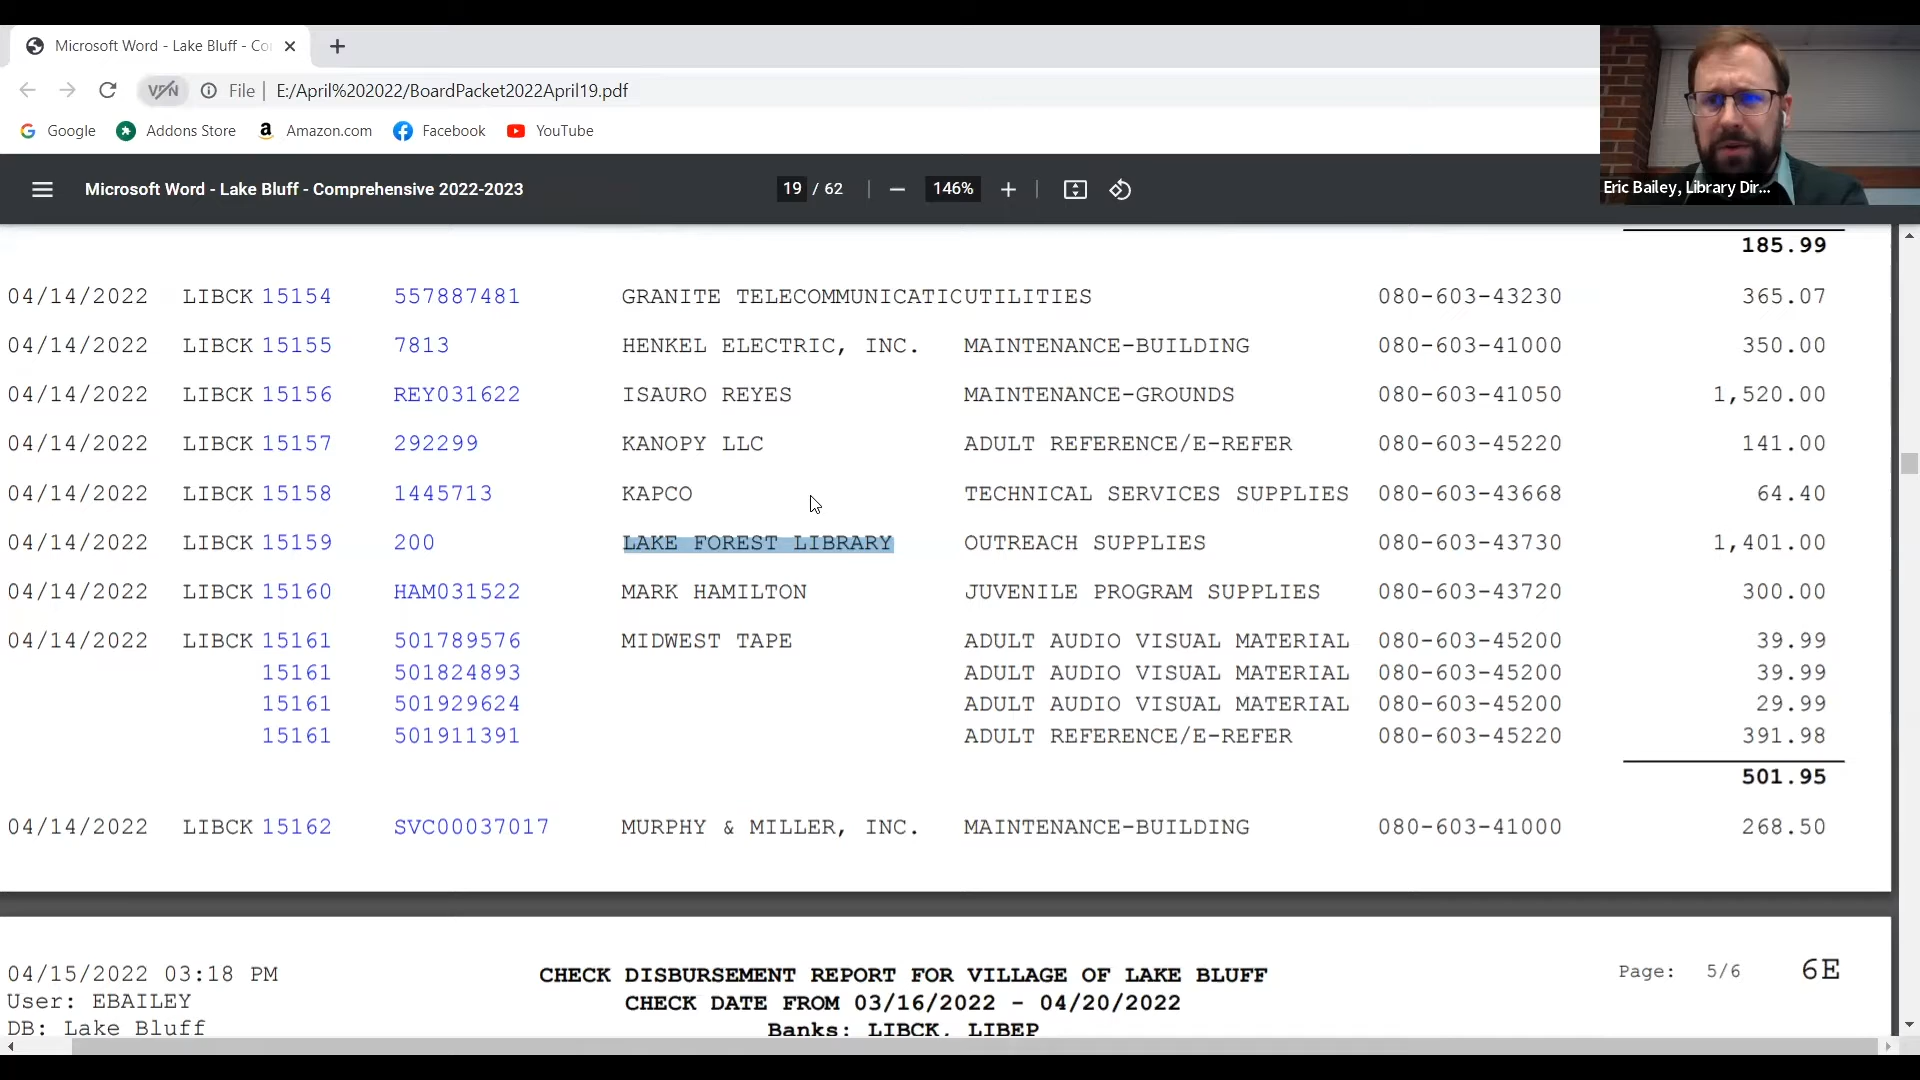 Microsoft Word - Lake Bluff - Co
VPN File E:/April%202022/BoardPacket2022April19.pdf
Google Addons Store Amazon.com Facebook YouTube
Microsoft Word - Lake Bluff - Comprehensive 2022-2023 19 / 62 146%
Eric Bailey, Library Dir...
185.99
04/14/2022 LIBCK 15154 557887481 GRANITE TELECOMMUNICATICUTILITIES 080-603-43230 365.07
04/14/2022 LIBCK 15155 7813 HENKEL ELECTRIC, INC. MAINTENANCE-BUILDING 080-603-41000 350.00
04/14/2022 LIBCK 15156 REY031622 ISAURO REYES MAINTENANCE-GROUNDS 080-603-41050 1,520.00
04/14/2022 LIBCK 15157 292299 KANOPY LLC ADULT REFERENCE/E-REFER 080-603-45220 141.00
04/14/2022 LIBCK 15158 1445713 KAPCO TECHNICAL SERVICES SUPPLIES 080-603-43668 64.40
04/14/2022 LIBCK 15159 200 LAKE FOREST LIBRARY OUTREACH SUPPLIES 080-603-43730 1,401.00
04/14/2022 LIBCK 15160 HAM031522 MARK HAMILTON JUVENILE PROGRAM SUPPLIES 080-603-43720 300.00
04/14/2022 LIBCK 15161 501789576 MIDWEST TAPE ADULT AUDIO VISUAL MATERIAL 080-603-45200 39.99
15161 501824893 ADULT AUDIO VISUAL MATERIAL 080-603-45200 39.99
15161 501929624 ADULT AUDIO VISUAL MATERIAL 080-603-45200 29.99
15161 501911391 ADULT REFERENCE/E-REFER 080-603-45220 391.98
501.95
04/14/2022 LIBCK 15162 SVC00037017 MURPHY & MILLER, INC. MAINTENANCE-BUILDING 080-603-41000 268.50
04/15/2022 03:18 PM CHECK DISBURSEMENT REPORT FOR VILLAGE OF LAKE BLUFF Page: 5/6 6E
User: EBAILEY CHECK DATE FROM 03/16/2022 - 04/20/2022
DB: Lake Bluff Banks: LIBCK, LIBEP